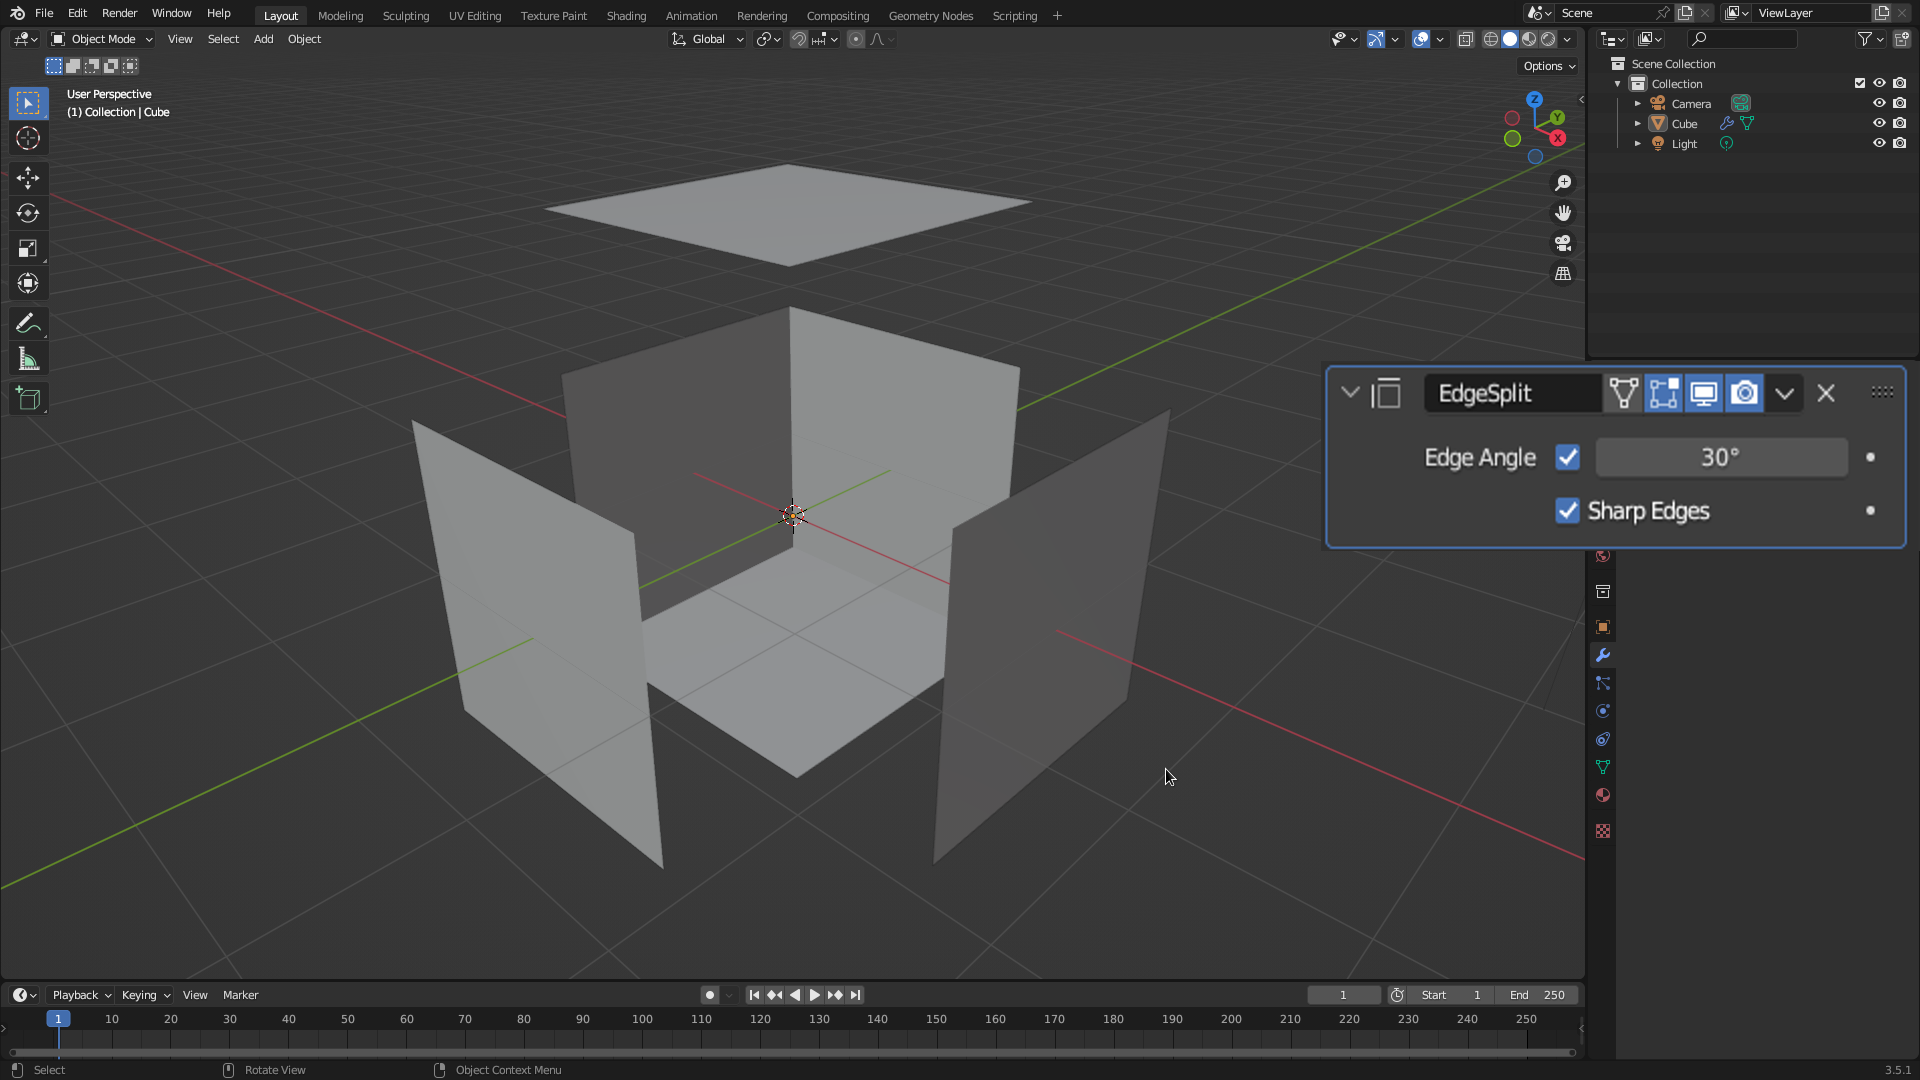 File Edit Render Window Help Layout Modeling Sculpting UV Editing Texture Paint Shading Animation Rendering Compositing Geometry Nodes Scripting + Scene ViewLayer
Object Mode View Select Add Object Global
Options
User Perspective
(1) Collection | Cube
Z
Y
X
Scene Collection
Collection
Camera
Cube
Light
EdgeSplit
Edge Angle 30°
Sharp Edges
Playback Keying View Marker 1 Start 1 End 250
1 10 20 30 40 50 60 70 80 90 100 110 120 130 140 150 160 170 180 190 200 210 220 230 240 250
Select Rotate View Object Context Menu 3.5.1